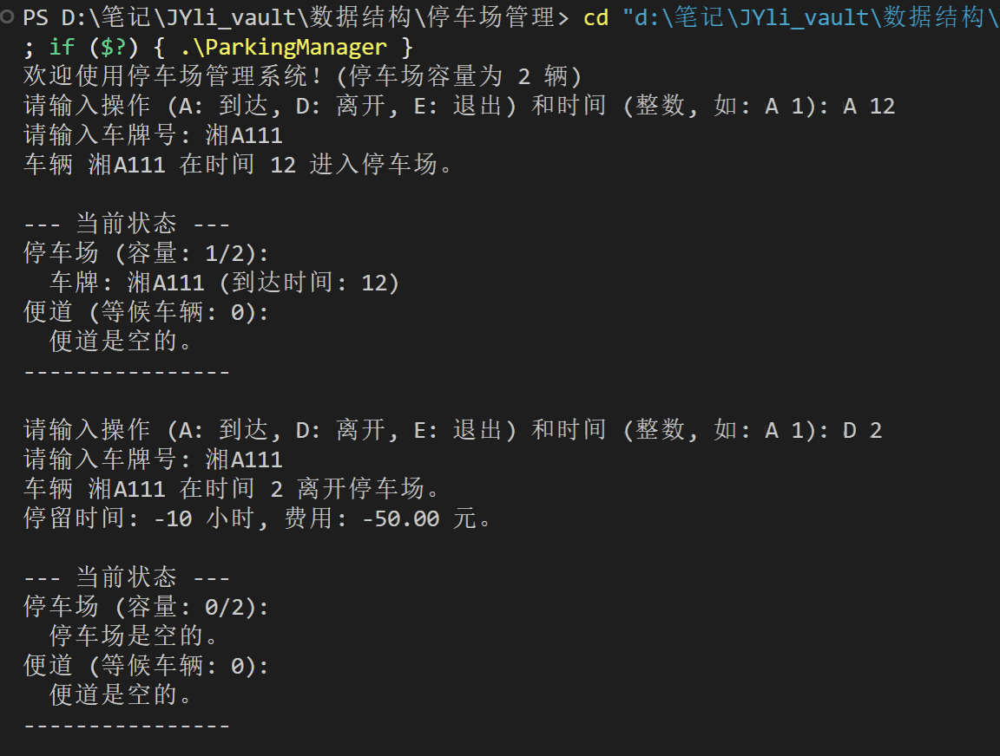 PS D:\笔记\JYli_vault\数据结构\停车场管理> cd "d:\笔记\JYli_vault\数据结构\
; if ($?) { .\ParkingManager }
欢迎使用停车场管理系统! (停车场容量为 2 辆)
请输入操作 (A: 到达, D: 离开, E: 退出) 和时间 (整数, 如: A 1): A 12
请输入车牌号: 湘A111
车辆 湘A111 在时间 12 进入停车场。
--- 当前状态 ---
停车场 (容量: 1/2):
车牌: 湘A111 (到达时间: 12)
便道 (等候车辆: 0):
便道是空的。
----------------
请输入操作 (A: 到达, D: 离开, E: 退出) 和时间 (整数, 如: A 1): D 2
请输入车牌号: 湘A111
车辆 湘A111 在时间 2 离开停车场。
停留时间: -10 小时, 费用: -50.00 元。
--- 当前状态 ---
停车场 (容量: 0/2):
停车场是空的。
便道 (等候车辆: 0):
便道是空的。
----------------